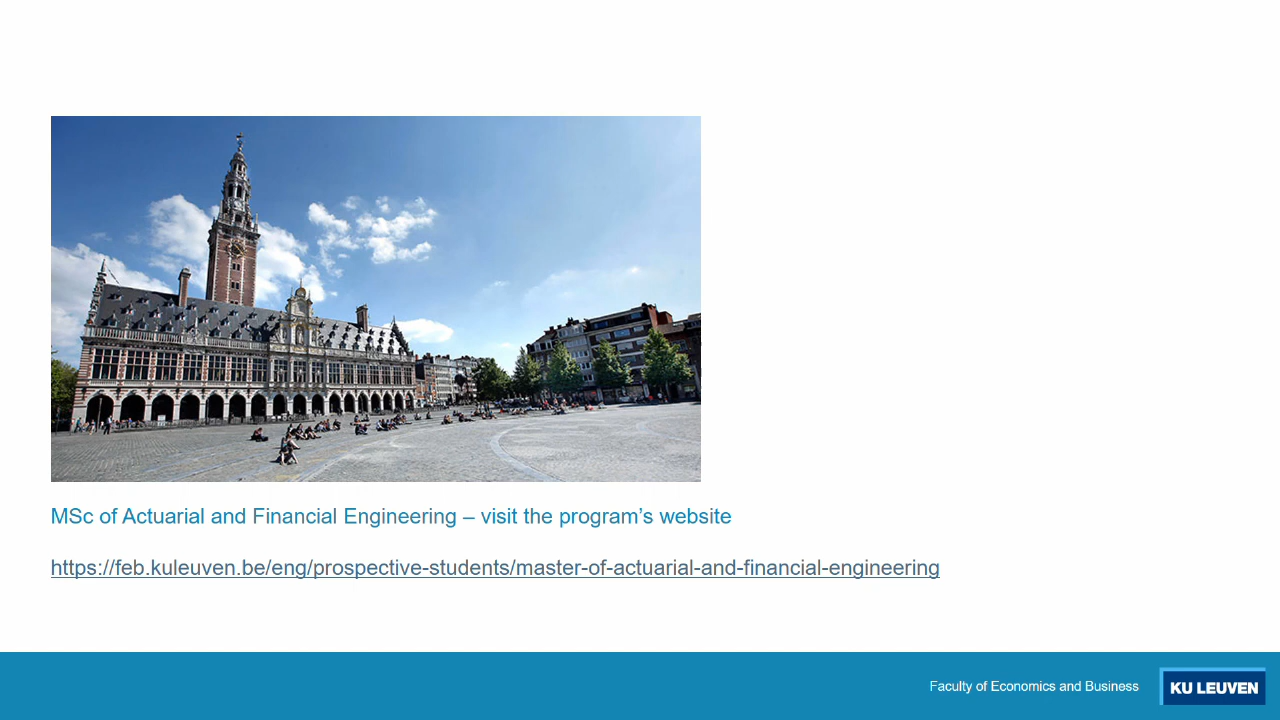 MSc of Actuarial and Financial Engineering – visit the program’s website
https://feb.kuleuven.be/eng/prospective-students/master-of-actuarial-and-financial-engineering
Faculty of Economics and Business
KU LEUVEN